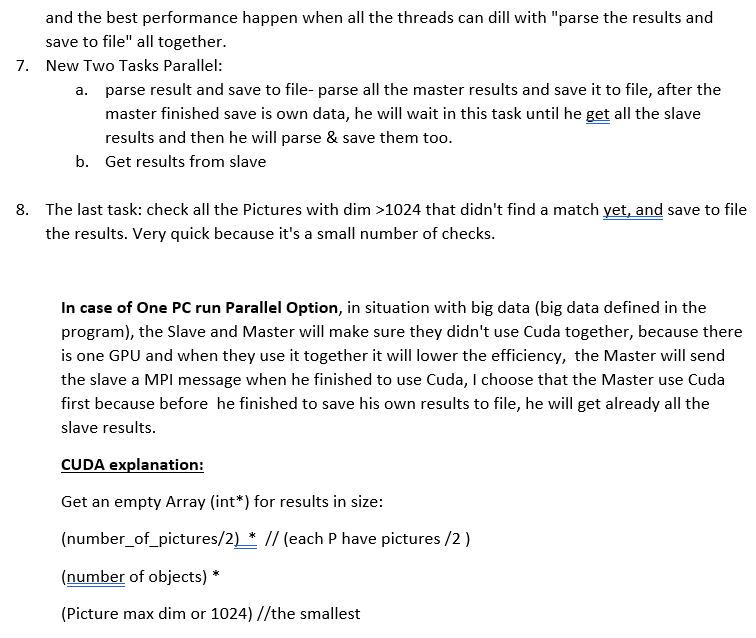 and the best performance happen when all the threads can dill with "parse the results and
save to file" all together.
7. New Two Tasks Parallel:
a. parse result and save to file- parse all the master results and save it to file, after the
master finished save is own data, he will wait in this task until he get all the slave
results and then he will parse & save them too.
b. Get results from slave
8. The last task: check all the Pictures with dim >1024 that didn't find a match yet, and save to file
the results. Very quick because it's a small number of checks.
In case of One PC run Parallel Option, in situation with big data (big data defined in the
program), the Slave and Master will make sure they didn't use Cuda together, because there
is one GPU and when they use it together it will lower the efficiency,  the Master will send
the slave a MPI message when he finished to use Cuda, I choose that the Master use Cuda
first because before  he finished to save his own results to file, he will get already all the
slave results.
CUDA explanation:
Get an empty Array (int*) for results in size:
(number_of_pictures/2) * // (each P have pictures /2 )
(number of objects) *
(Picture max dim or 1024) //the smallest